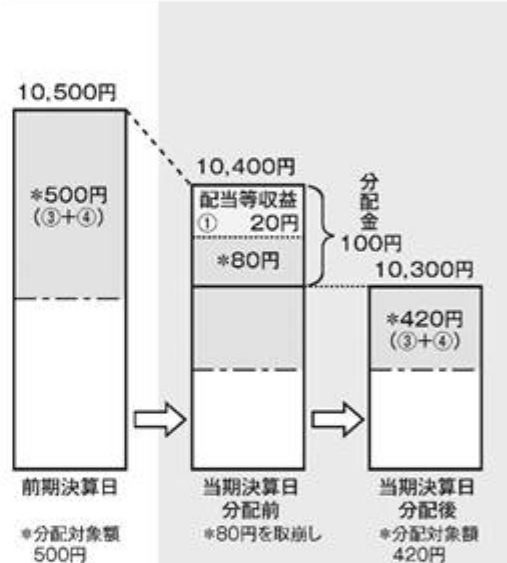 10,500円
*500円
(③+④)
前期決算日
*分配対象額
500円
10,400円
配当等収益
① 20円
*80円
分配金
100円
当期決算日
分配前
*80円を取崩し
10,300円
*420円
(③+④)
当期決算日
分配後
*分配対象額
420円